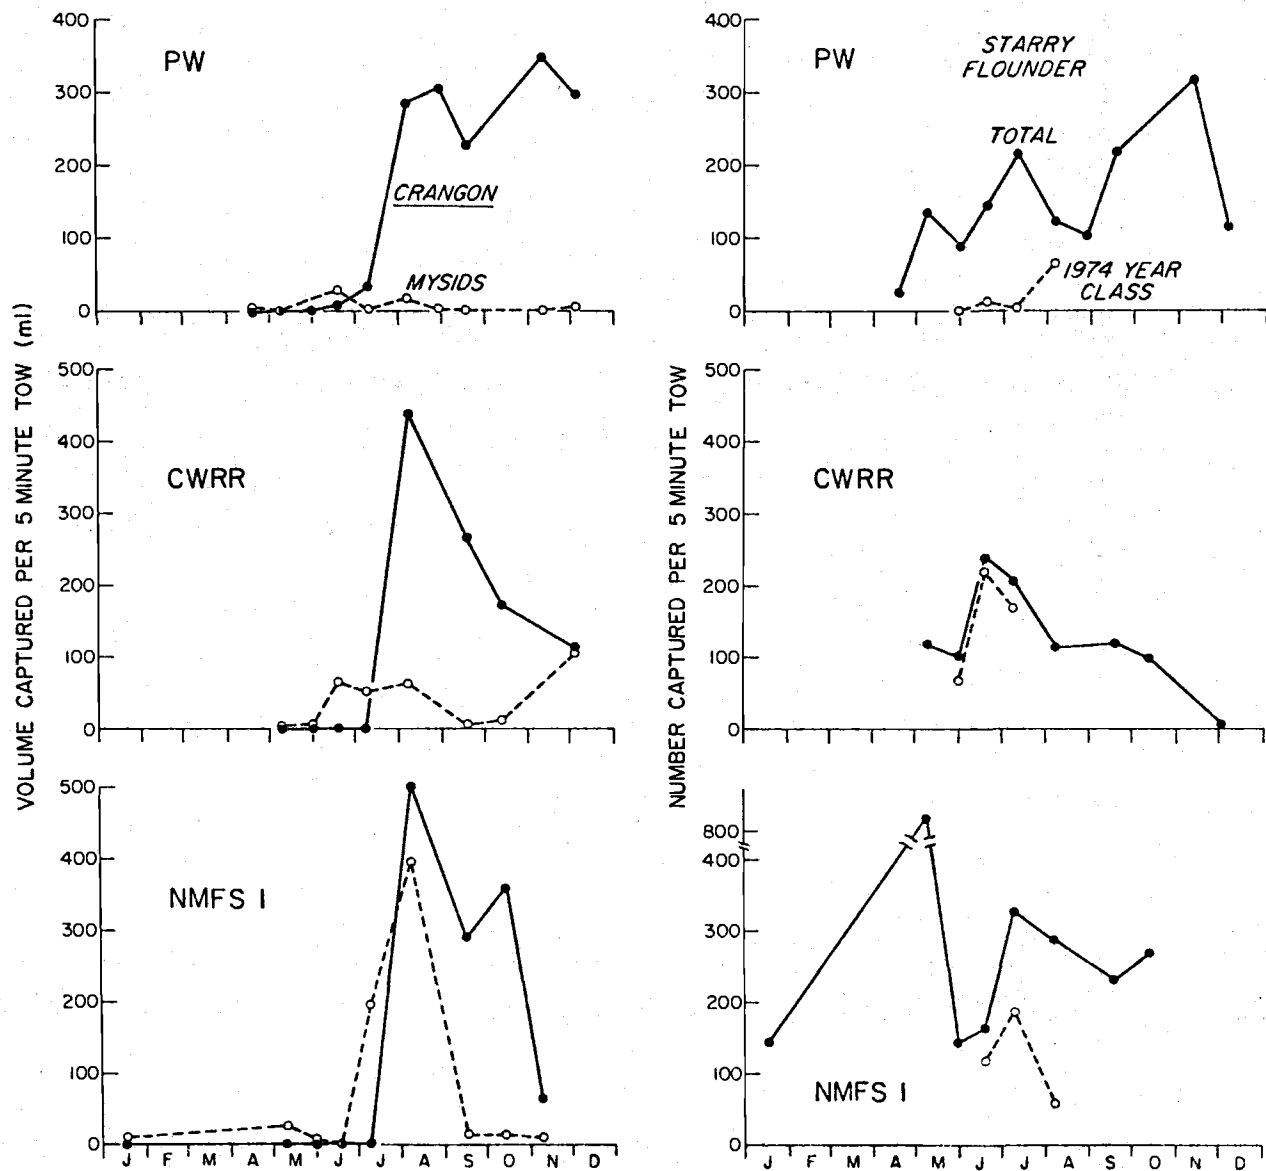 VOLUME CAPTURED PER 5 MINUTE TOW (ml)
400
300
200
100
0
PW
CRANGON
MYSIDS
500
400
300
200
100
0
CWRR
500
400
300
200
100
0
NMFS I
J F M A M J J A S O N D
NUMBER CAPTURED PER 5 MINUTE TOW
400
300
200
100
0
PW
STARRY
FLOUNDER
TOTAL
1974 YEAR
CLASS
500
400
300
200
100
0
CWRR
800
400
300
200
100
0
NMFS I
J F M A M J J A S O N D